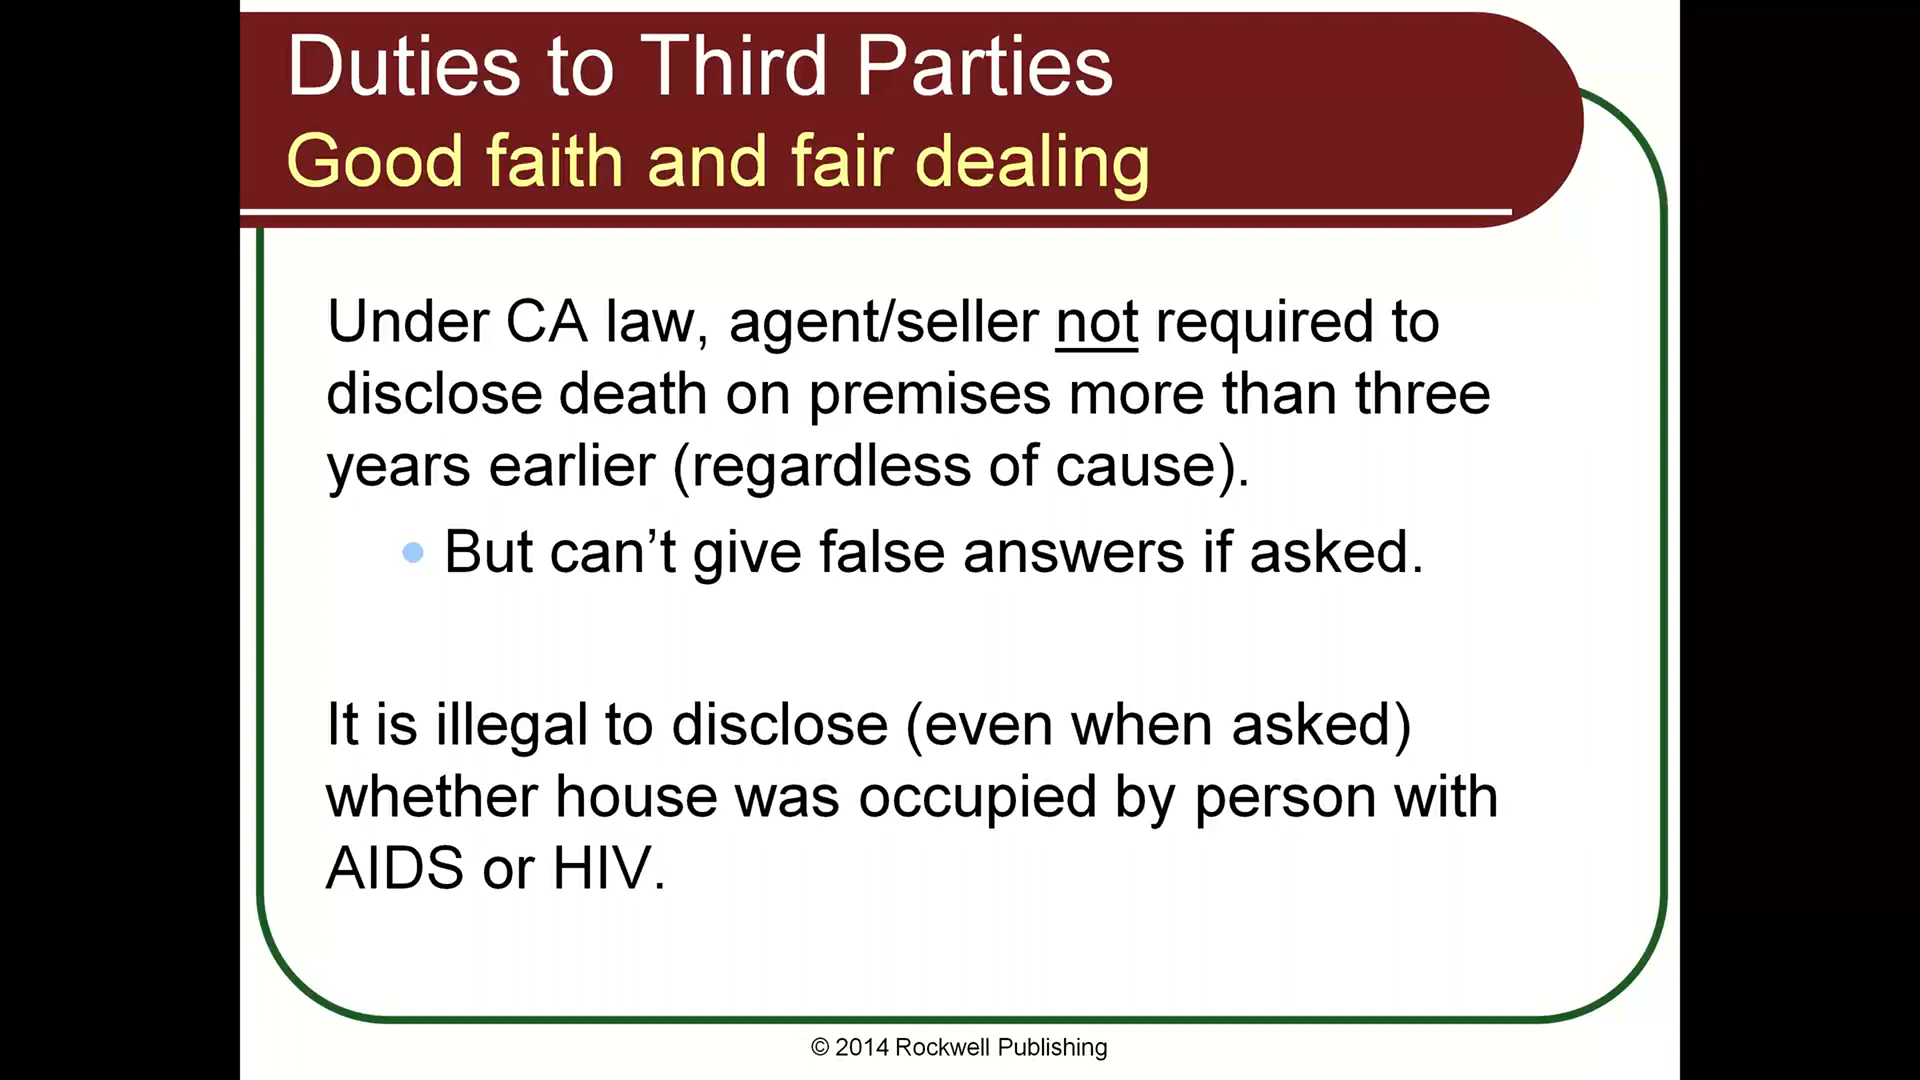 Duties to Third Parties
Good faith and fair dealing
Under CA law, agent/seller not required to
disclose death on premises more than three
years earlier (regardless of cause).
• But can’t give false answers if asked.
It is illegal to disclose (even when asked)
whether house was occupied by person with
AIDS or HIV.
© 2014 Rockwell Publishing